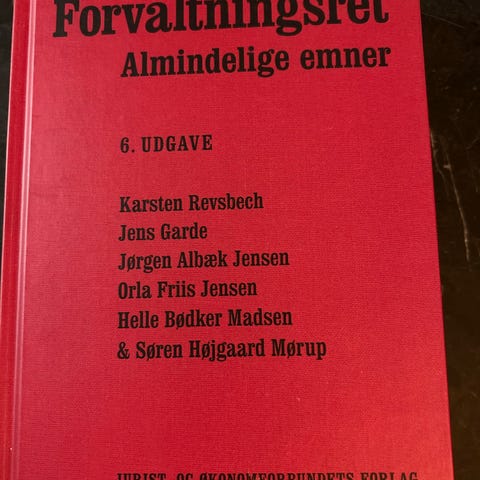 Forvaltningsret
Almindelige emner
6. UDGAVE
Karsten Revsbech
Jens Garde
Jørgen Albæk Jensen
Orla Friis Jensen
Helle Bødker Madsen
& Søren Højgaard Mørup
JURIST- OG ØKONOMFORBUNDETS FORLAG